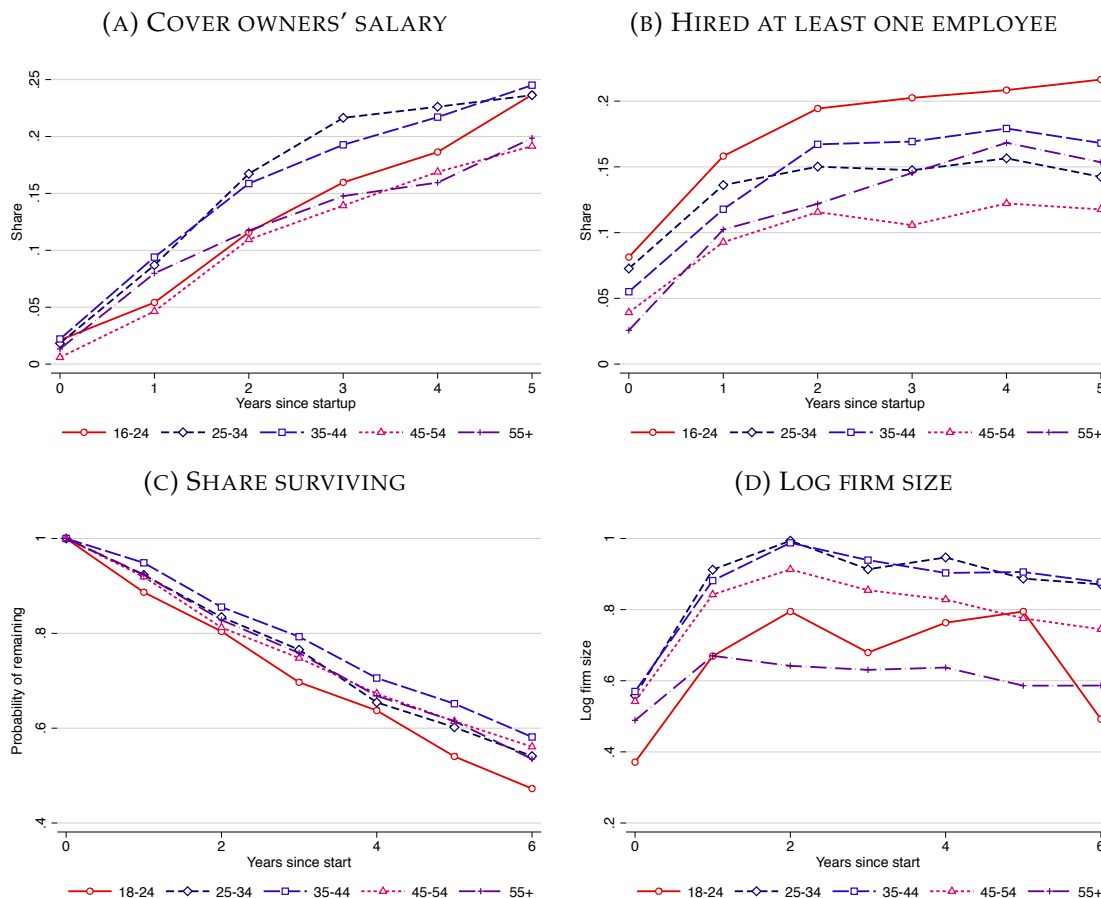 (A) COVER OWNERS' SALARY
Share
.25
.2
.15
.1
.05
0
0 1 2 3 4 5
Years since startup
16-24 25-34 35-44 45-54 55+
(B) HIRED AT LEAST ONE EMPLOYEE
Share
.2
.15
.1
.05
0
0 1 2 3 4 5
Years since startup
16-24 25-34 35-44 45-54 55+
(C) SHARE SURVIVING
Probability of remaining
1
.8
.6
.4
0 2 4 6
Years since start
18-24 25-34 35-44 45-54 55+
(D) LOG FIRM SIZE
Log firm size
1
.8
.6
.4
.2
0 2 4 6
Years since start
18-24 25-34 35-44 45-54 55+